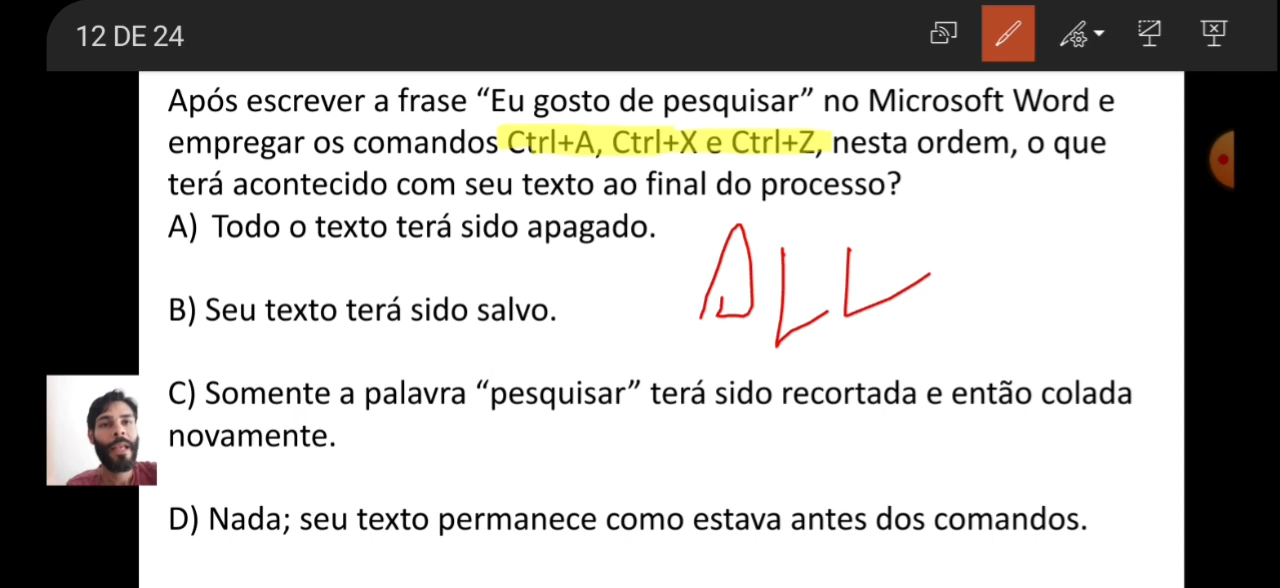 12 DE 24
Após escrever a frase “Eu gosto de pesquisar” no Microsoft Word e
empregar os comandos Ctrl+A, Ctrl+X e Ctrl+Z, nesta ordem, o que
terá acontecido com seu texto ao final do processo?
A) Todo o texto terá sido apagado.
ALL
B) Seu texto terá sido salvo.
C) Somente a palavra “pesquisar” terá sido recortada e então colada
novamente.
D) Nada; seu texto permanece como estava antes dos comandos.